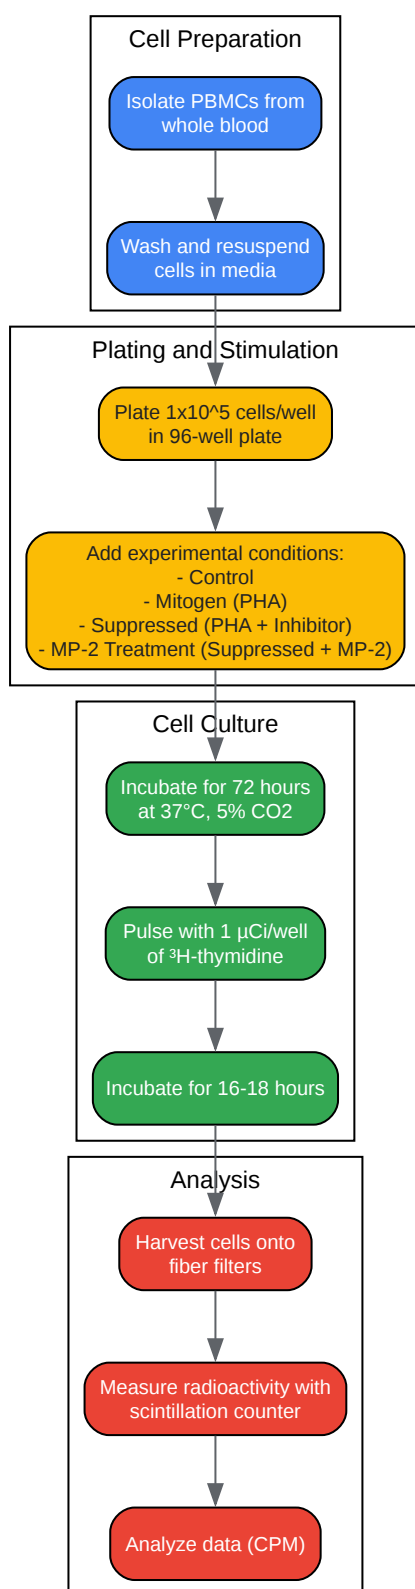 Cell Preparation
Isolate PBMCs from
whole blood
Wash and resuspend
cells in media
Plating and Stimulation
Plate 1x10^5 cells/well
in 96-well plate
Add experimental conditions:
- Control
- Mitogen (PHA)
- Suppressed (PHA + Inhibitor)
- MP-2 Treatment (Suppressed + MP-2)
Cell Culture
Incubate for 72 hours
at 37°C, 5% CO2
Pulse with 1 µCi/well
of ³H-thymidine
Incubate for 16-18 hours
Analysis
Harvest cells onto
fiber filters
Measure radioactivity with
scintillation counter
Analyze data (CPM)